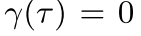 γ(τ) = 0